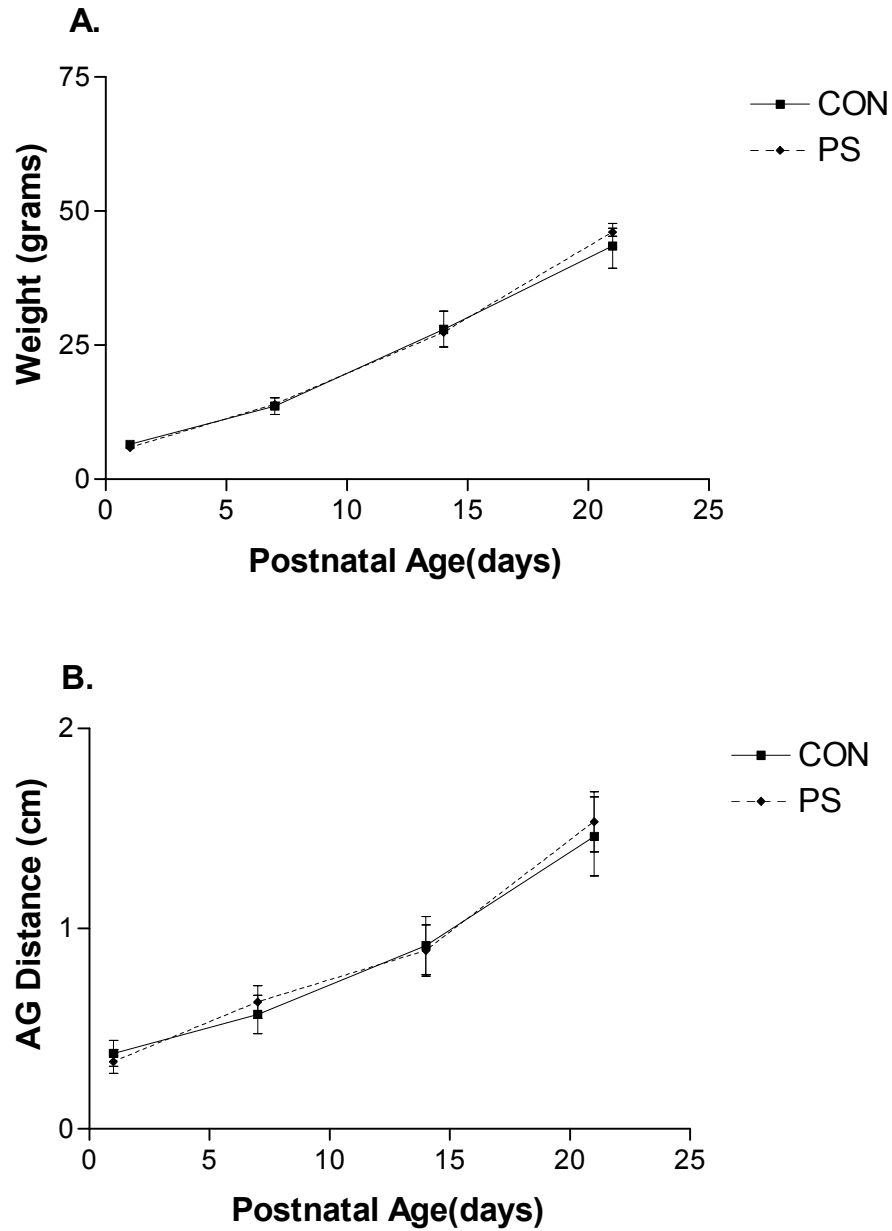 A.
75
50
25
0
Weight (grams)
0 5 10 15 20 25
Postnatal Age(days)
CON
PS
B.
2
1
0
AG Distance (cm)
0 5 10 15 20 25
Postnatal Age(days)
CON
PS